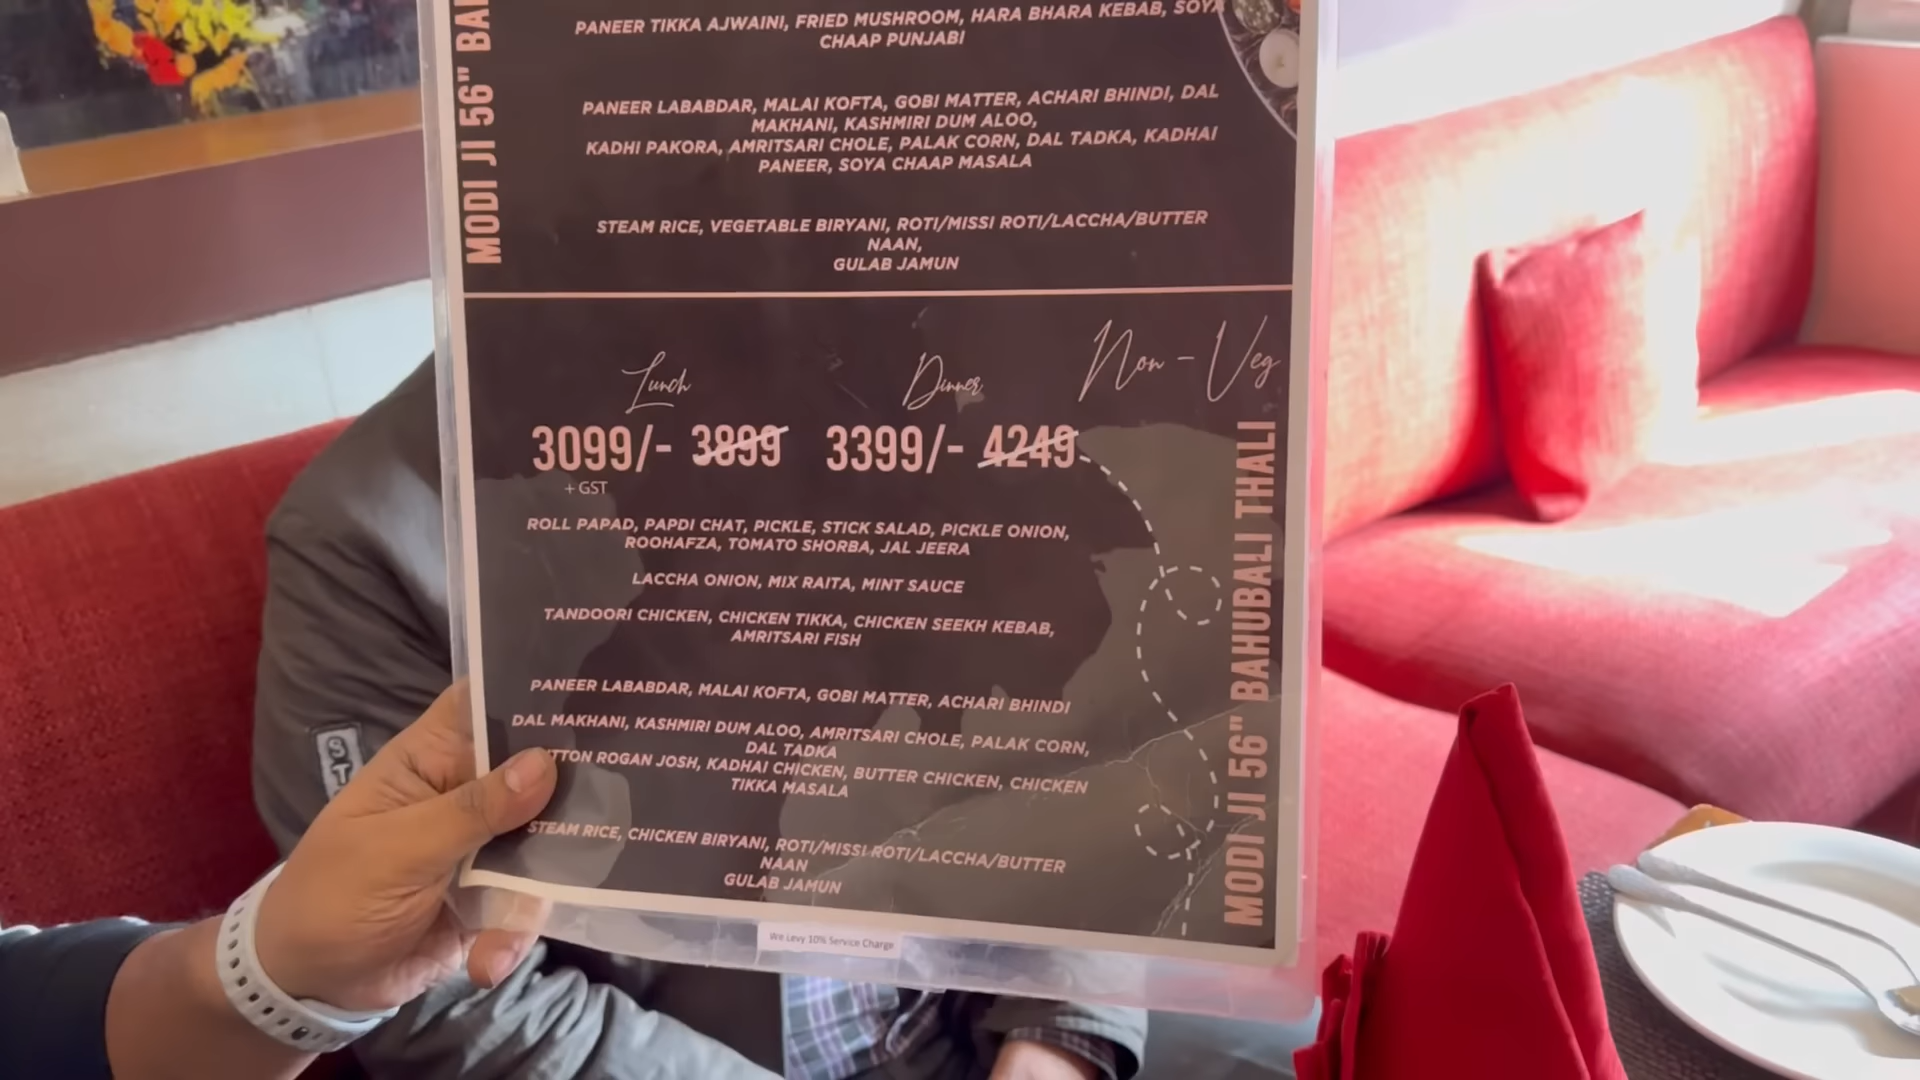 PANEER TIKKA AJWAINI, FRIED MUSHROOM, HARA BHARA KEBAB, SOYA
CHAAP PUNJABI
PANEER LABABDAR, MALAI KOFTA, GOBI MATTER, ACHARI BHINDI, DAL
MAKHANI, KASHMIRI DUM ALOO,
KADHI PAKORA, AMRITSARI CHOLE, PALAK CORN, DAL TADKA, KADHAI
PANEER, SOYA CHAAP MASALA
STEAM RICE, VEGETABLE BIRYANI, ROTI/MISSI ROTI/LACCHA/BUTTER
NAAN,
GULAB JAMUN
MODI JI 56" BA
Lunch Dinner Non-Veg
3099/- 3899 3399/- 4249
+GST
ROLL PAPAD, PAPDI CHAT, PICKLE, STICK SALAD, PICKLE ONION,
ROOHAFZA, TOMATO SHORBA, JAL JEERA
LACCHA ONION, MIX RAITA, MINT SAUCE
TANDOORI CHICKEN, CHICKEN TIKKA, CHICKEN SEEKH KEBAB,
AMRITSARI FISH
PANEER LABABDAR, MALAI KOFTA, GOBI MATTER, ACHARI BHINDI
DAL MAKHANI, KASHMIRI DUM ALOO, AMRITSARI CHOLE, PALAK CORN,
DAL TADKA
TTON ROGAN JOSH, KADHAI CHICKEN, BUTTER CHICKEN, CHICKEN
TIKKA MASALA
STEAM RICE, CHICKEN BIRYANI, ROTI/MISSI ROTI/LACCHA/BUTTER
NAAN
GULAB JAMUN
MODI JI 56" BAHUBALI THALI
We Levy 10% Service Charge
ST